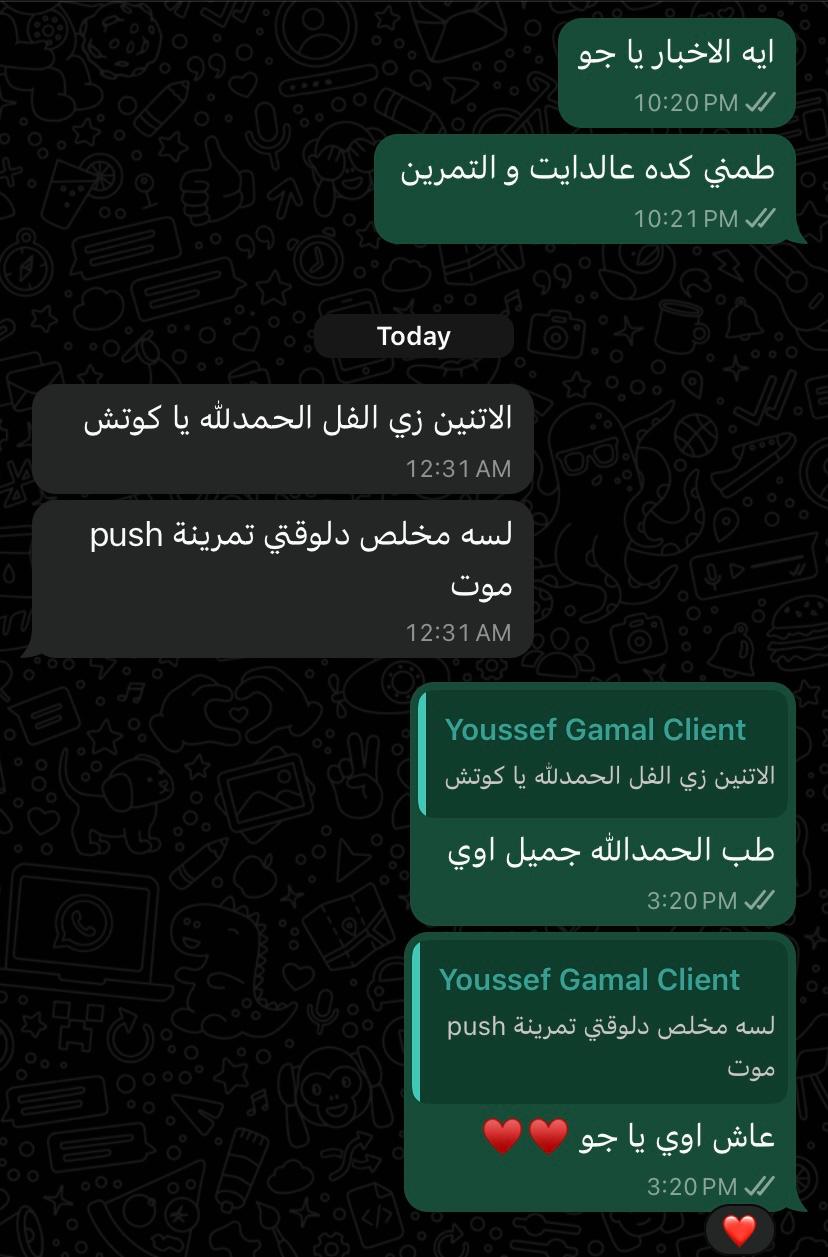 ايه الاخبار يا جو
10:20 PM
طمني كده عالدايت و التمرين
10:21 PM
Today
الاتنين زي الفل الحمدلله يا كوتش
12:31 AM
لسه مخلص دلوقتي تمرينة push
موت
12:31 AM
Youssef Gamal Client
الاتنين زي الفل الحمدلله يا كوتش
طب الحمدالله جميل اوي
3:20 PM
Youssef Gamal Client
لسه مخلص دلوقتي تمرينة push
موت
عاش اوي يا جو ♥️♥️
3:20 PM
❤️